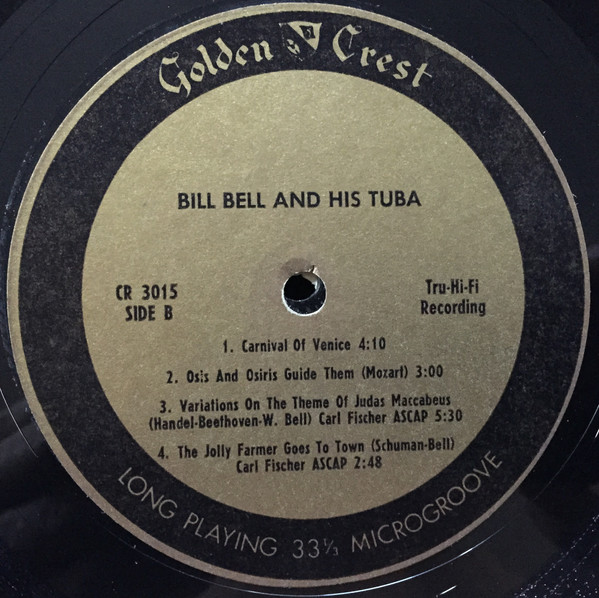 Golden Crest
BILL BELL AND HIS TUBA
CR 3015
SIDE B
Tru-Hi-Fi
Recording
1. Carnival Of Venice 4:10
2. Osis And Osiris Guide Them (Mozart) 3:00
3. Variations On The Theme Of Judas Maccabeus
(Handel-Beethoven-W. Bell) Carl Fischer ASCAP 5:30
4. The Jolly Farmer Goes To Town (Schuman-Bell)
Carl Fischer ASCAP 2:48
LONG PLAYING 33⅓ MICROGROOVE